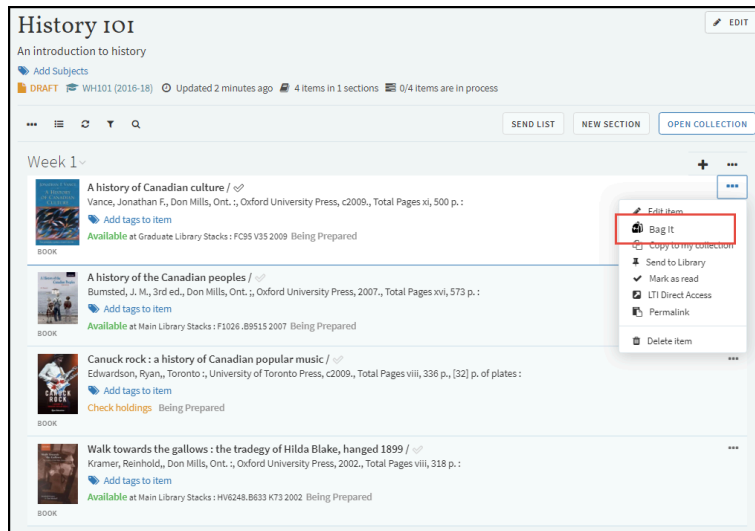 History 101
EDIT
An introduction to history
Add Subjects
DRAFT WH101 (2016-18) Updated 2 minutes ago 4 items in 1 sections 0/4 items are in process
SEND LIST NEW SECTION OPEN COLLECTION
Week 1
A history of Canadian culture /
Vance, Jonathan F., Don Mills, Ont. :, Oxford University Press, c2009., Total Pages xi, 500 p. :
Add tags to item
Available at Graduate Library Stacks : FC95 V35 2009 Being Prepared
BOOK
Edit item
Bag It
Copy to my collection
Send to Library
Mark as read
LTI Direct Access
Permalink
Delete item
A history of the Canadian peoples /
Bumsted, J. M., 3rd ed., Don Mills, Ont. :, Oxford University Press, 2007., Total Pages xvi, 573 p. :
Add tags to item
Available at Main Library Stacks : F1026 .B9515 2007 Being Prepared
BOOK
Canuck rock : a history of Canadian popular music /
Edwardson, Ryan,, Toronto :, University of Toronto Press, c2009., Total Pages viii, 336 p., [32] p. of plates :
Add tags to item
Check holdings Being Prepared
CANUCK
ROCK
BOOK
Walk towards the gallows : the tradegy of Hilda Blake, hanged 1899 /
Kramer, Reinhold,, Don Mills, Ont. :, Oxford University Press, 2002., Total Pages viii, 318 p. :
Add tags to item
Available at Main Library Stacks : HV6248.B633 K73 2002 Being Prepared
BOOK